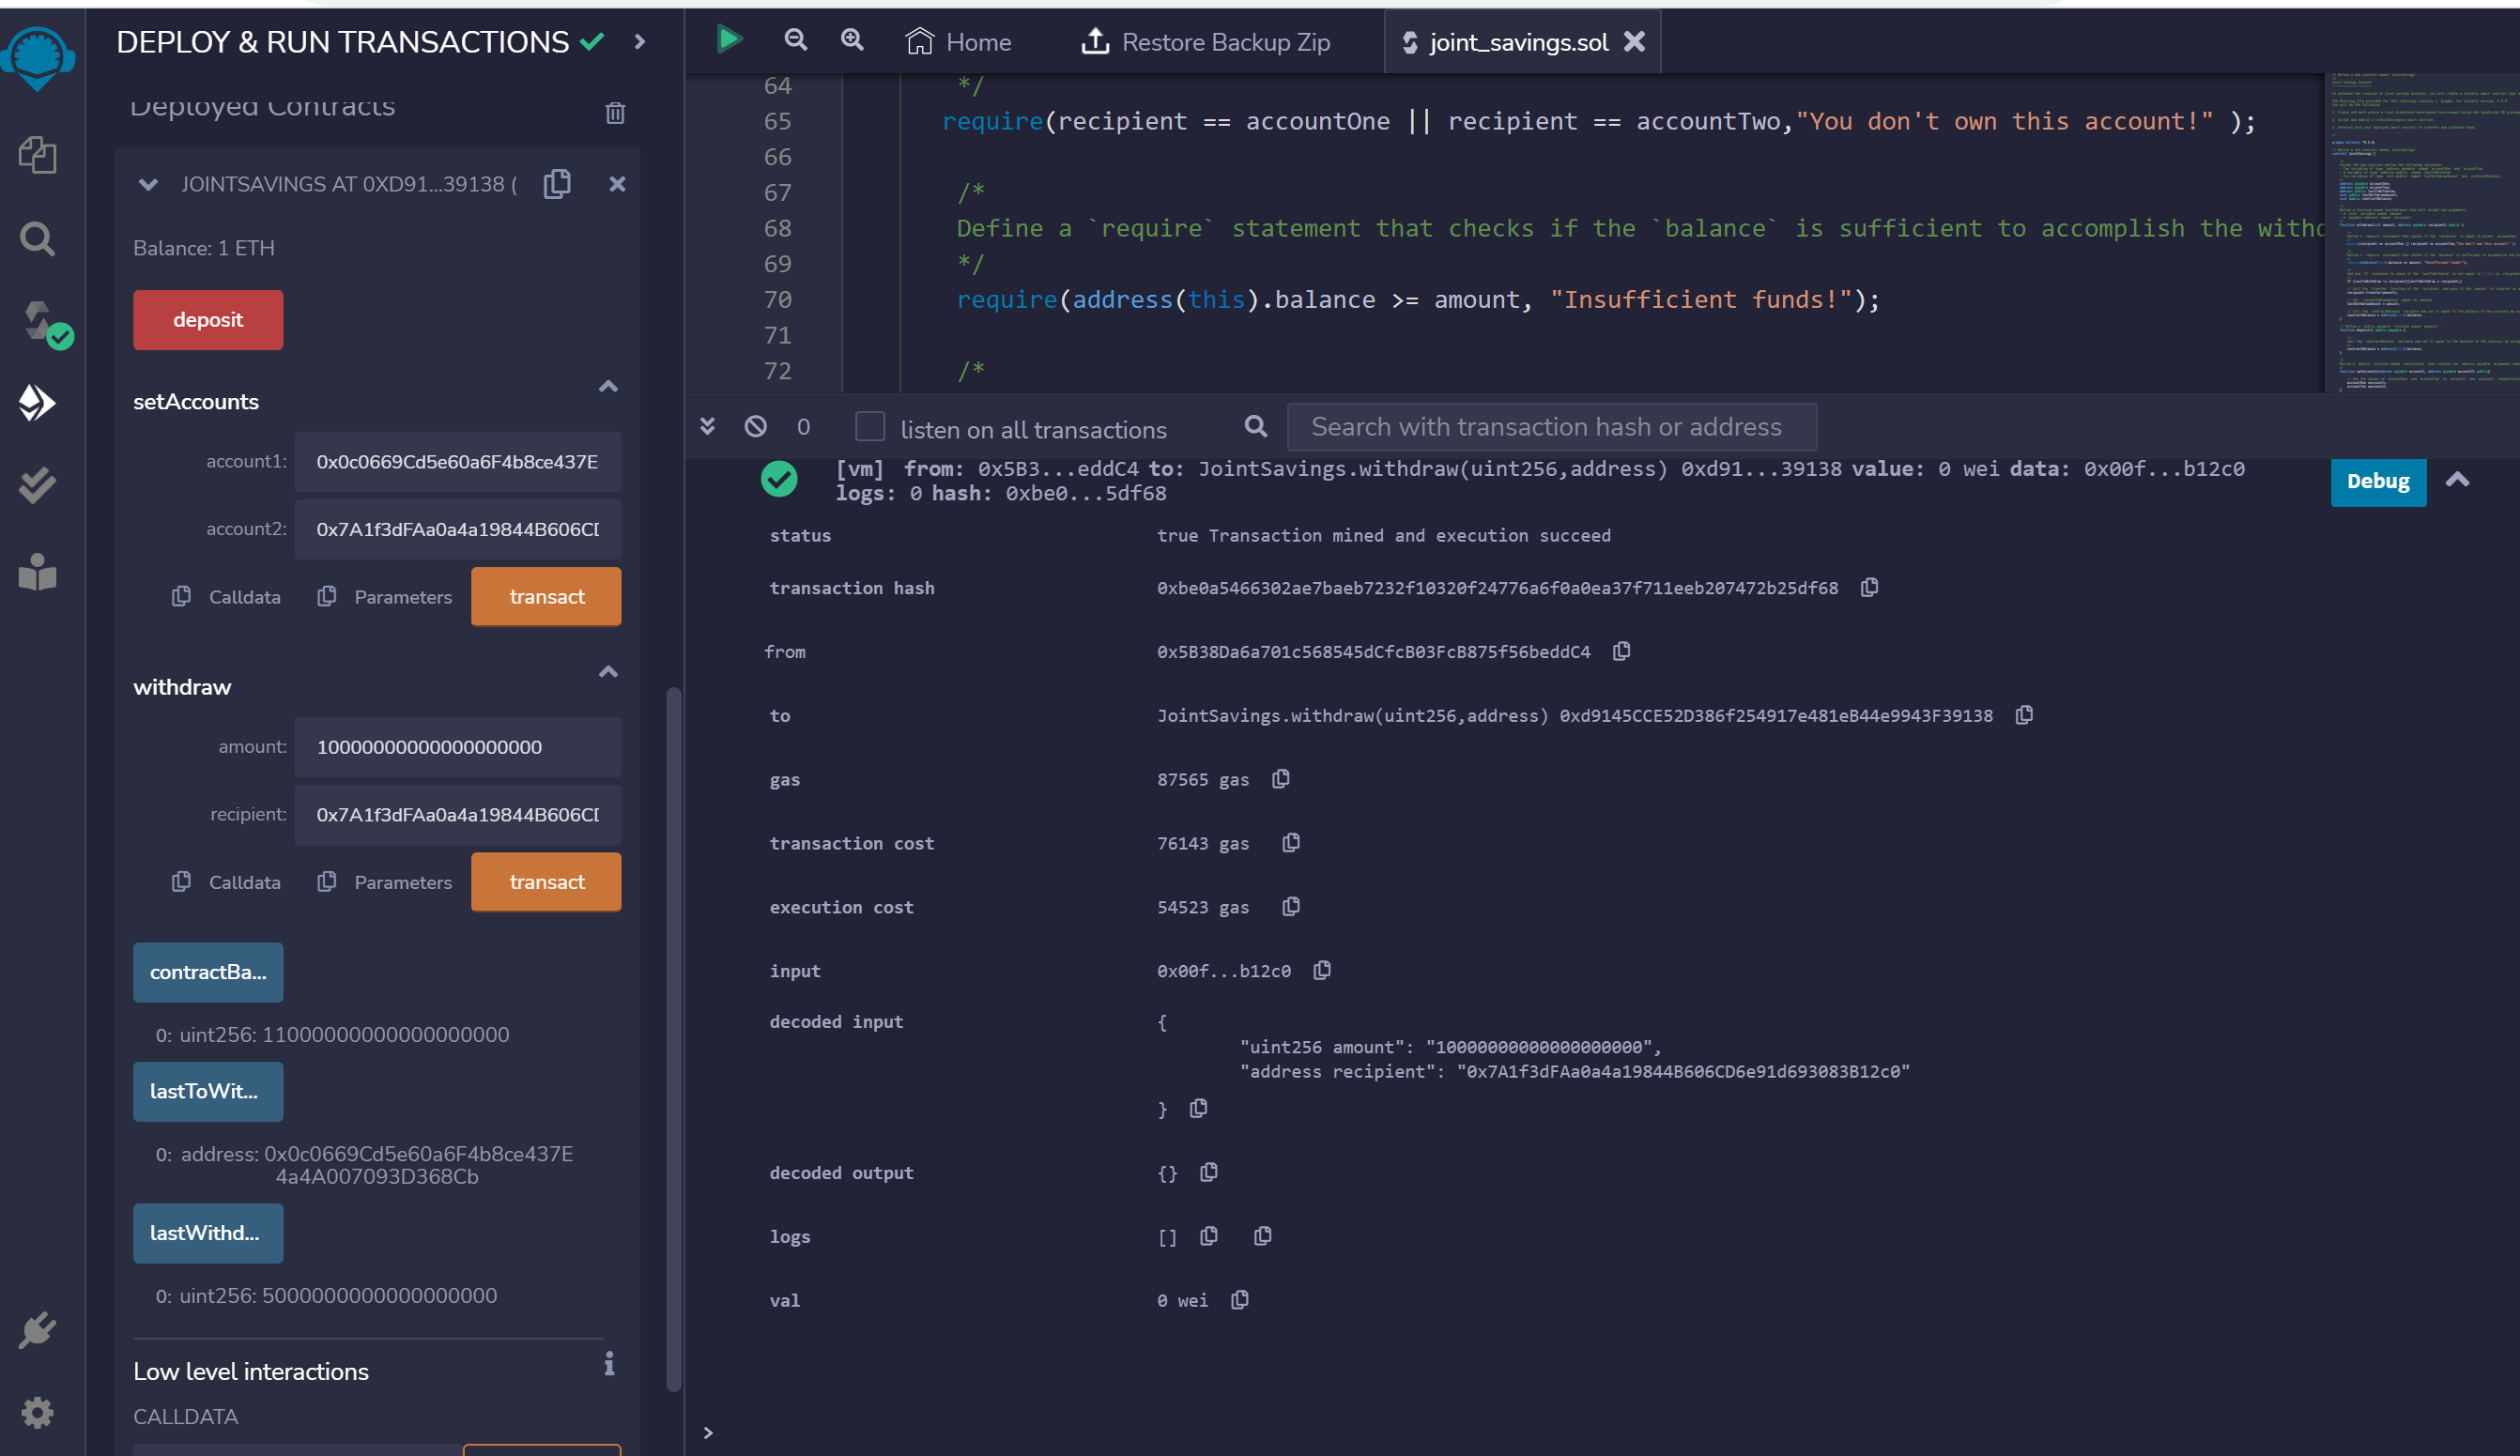 DEPLOY & RUN TRANSACTIONS
Home
Restore Backup Zip
joint_savings.sol
Deployed Contracts
JOINTSAVINGS AT 0XD91...39138 (
Balance: 1 ETH
deposit
setAccounts
account1: 0x0c0669Cd5e60a6F4b8ce437E
account2: 0x7A1f3dFAa0a4a19844B606CD
Calldata Parameters transact
withdraw
amount: 10000000000000000000
recipient: 0x7A1f3dFAa0a4a19844B606CD
Calldata Parameters transact
contractBa...
0: uint256: 11000000000000000000
lastToWit...
0: address: 0x0c0669Cd5e60a6F4b8ce437E
4a4A007093D368Cb
lastWithd...
0: uint256: 5000000000000000000
Low level interactions
CALLDATA
64 */
65 require(recipient == accountOne || recipient == accountTwo,"You don't own this account!" );
66
67 /*
68 Define a `require` statement that checks if the `balance` is sufficient to accomplish the withd
69 */
70 require(address(this).balance >= amount, "Insufficient funds!");
71
72 /*
0 listen on all transactions Search with transaction hash or address
[vm] from: 0x5B3...eddC4 to: JointSavings.withdraw(uint256,address) 0xd91...39138 value: 0 wei data: 0x00f...b12c0
logs: 0 hash: 0xbe0...5df68
Debug
status true Transaction mined and execution succeed
transaction hash 0xbe0a5466302ae7baeb7232f10320f24776a6f0a0ea37f711eeb207472b25df68
from 0x5B38Da6a701c568545dCfcB03FcB875f56beddC4
to JointSavings.withdraw(uint256,address) 0xd9145CCE52D386f254917e481eB44e9943F39138
gas 87565 gas
transaction cost 76143 gas
execution cost 54523 gas
input 0x00f...b12c0
decoded input {
"uint256 amount": "10000000000000000000",
"address recipient": "0x7A1f3dFAa0a4a19844B606CD6e91d693083B12c0"
}
decoded output {}
logs []
val 0 wei
>